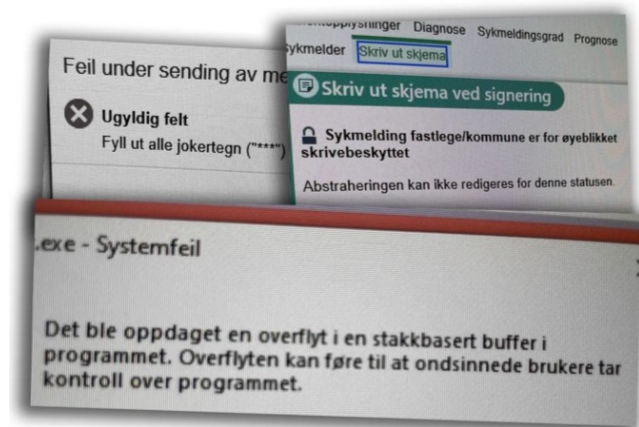 Feil under sending av me
Ugyldig felt
Fyll ut alle jokertegn ("***")
Diagnose Sykmeldingsgrad Prognose
ykmelder Skriv ut skjema
Skriv ut skjema ved signering
Sykmelding fastlege/kommune er for øyeblikket
skrivebeskyttet
Abstraheringen kan ikke redigeres for denne statusen.
.exe - Systemfeil
Det ble oppdaget en overflyt i en stakkbasert buffer i
programmet. Overflyten kan føre til at ondsinnede brukere tar
kontroll over programmet.